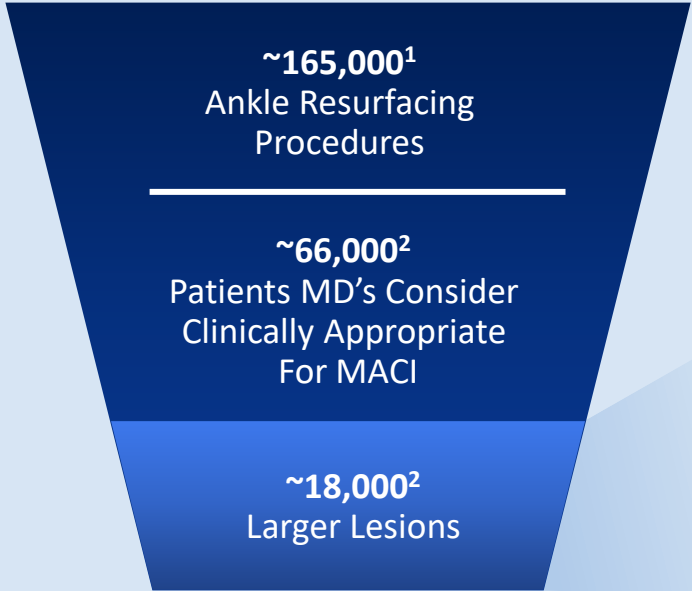 ~165,000¹
Ankle Resurfacing
Procedures
~66,000²
Patients MD’s Consider
Clinically Appropriate
For MACI
~18,000²
Larger Lesions